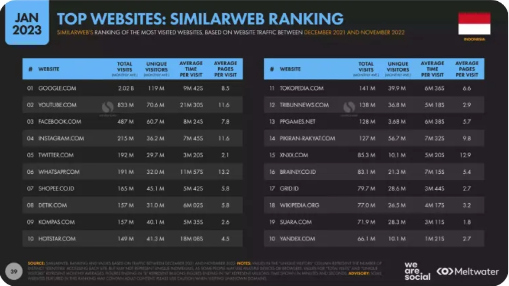 JAN
2023
TOP WEBSITES: SIMILARWEB RANKING
SIMILARWEB'S RANKING OF THE MOST VISITED WEBSITES, BASED ON WEBSITE TRAFFIC BETWEEN DECEMBER 2021 AND NOVEMBER 2022
INDONESIA
# WEBSITE TOTAL VISITS UNIQUE VISITORS AVERAGE TIME PER VISIT AVERAGE PAGES PER VISIT
01 GOOGLE.COM 2.02 B 119 M 9M 42S 8.5
02 YOUTUBE.COM 833 M 70.6 M 21M 30S 11.6
03 FACEBOOK.COM 487 M 60.7 M 8M 24S 7.8
04 INSTAGRAM.COM 215 M 36.2 M 7M 45S 11.6
05 TWITTER.COM 192 M 29.7 M 3M 20S 2.1
06 WHATSAPP.COM 191 M 32.0 M 11M 57S 13.2
07 SHOPEE.CO.ID 165 M 45.1 M 5M 42S 5.8
08 DETIK.COM 157 M 31.0 M 6M 02S 5.8
09 KOMPAS.COM 157 M 40.1 M 5M 35S 2.6
10 HOTSTAR.COM 149 M 41.3 M 18M 08S 4.5
# WEBSITE TOTAL VISITS UNIQUE VISITORS AVERAGE TIME PER VISIT AVERAGE PAGES PER VISIT
11 TOKOPEDIA.COM 141 M 39.9 M 6M 36S 6.6
12 TRIBUNNEWS.COM 138 M 36.8 M 5M 18S 2.9
13 PPGAMES.NET 128 M 3.68 M 6M 38S 5.7
14 PIKIRAN-RAKYAT.COM 127 M 56.7 M 7M 32S 9.8
15 XNXX.COM 85.3 M 10.1 M 5M 20S 12.9
16 BRAINLY.CO.ID 83.1 M 21.3 M 7M 15S 5.4
17 GRID.ID 79.7 M 28.6 M 3M 44S 2.7
18 WIKIPEDIA.ORG 77.0 M 26.5 M 4M 17S 3.2
19 SUARA.COM 71.9 M 28.3 M 3M 11S 1.8
20 YANDEX.COM 66.1 M 10.1 M 1M 21S 2.7
39
SOURCE: SIMILARWEB.
NOTES:
ADVISORY:
we
are.
social
Meltwater